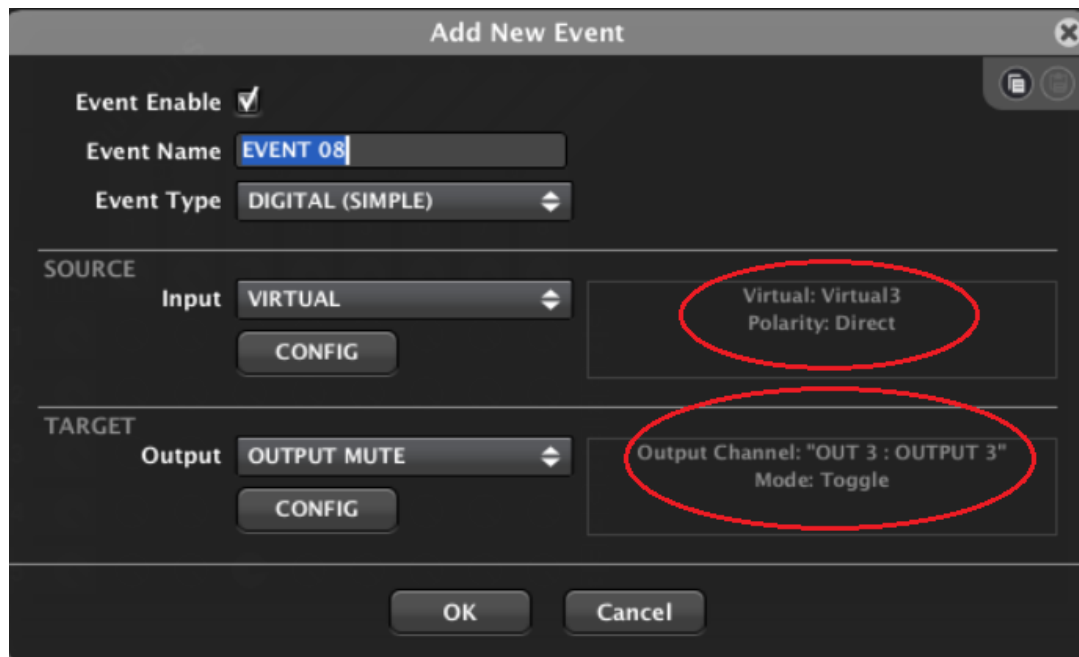 Add New Event
Event Enable
Event Name EVENT 08
Event Type DIGITAL (SIMPLE)
SOURCE
Input VIRTUAL
CONFIG
Virtual: Virtual3
Polarity: Direct
TARGET
Output OUTPUT MUTE
CONFIG
Output Channel: "OUT 3 : OUTPUT 3"
Mode: Toggle
OK Cancel